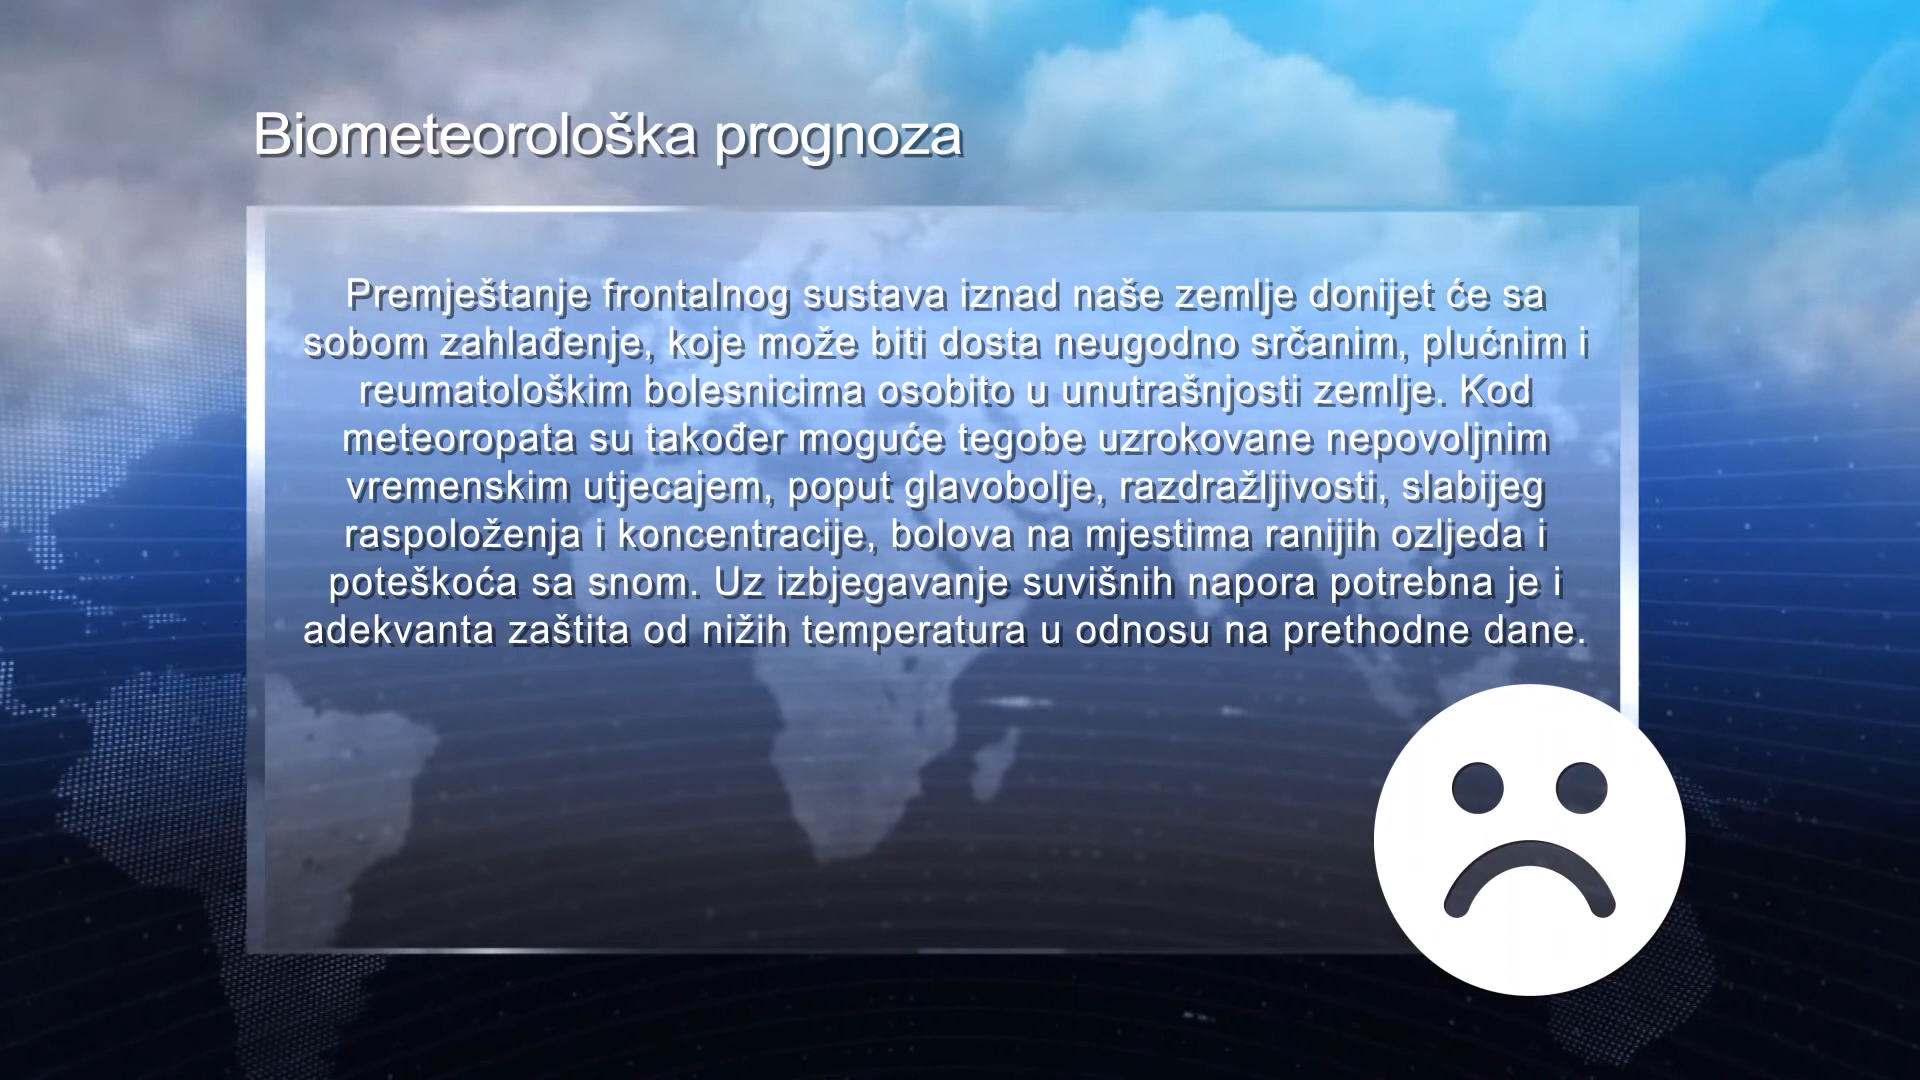 Biometeorološka prognoza
Premještanje frontalnog sustava iznad naše zemlje donijet će sa
sobom zahlađenje, koje može biti dosta neugodno srčanim, plućnim i
reumatološkim bolesnicima osobito u unutrašnjosti zemlje. Kod
meteoropata su također moguće tegobe uzrokovane nepovoljnim
vremenskim utjecajem, poput glavobolje, razdražljivosti, slabijeg
raspoloženja i koncentracije, bolova na mjestima ranijih ozljeda i
poteškoća sa snom. Uz izbjegavanje suvišnih napora potrebna je i
adekvanta zaštita od nižih temperatura u odnosu na prethodne dane.